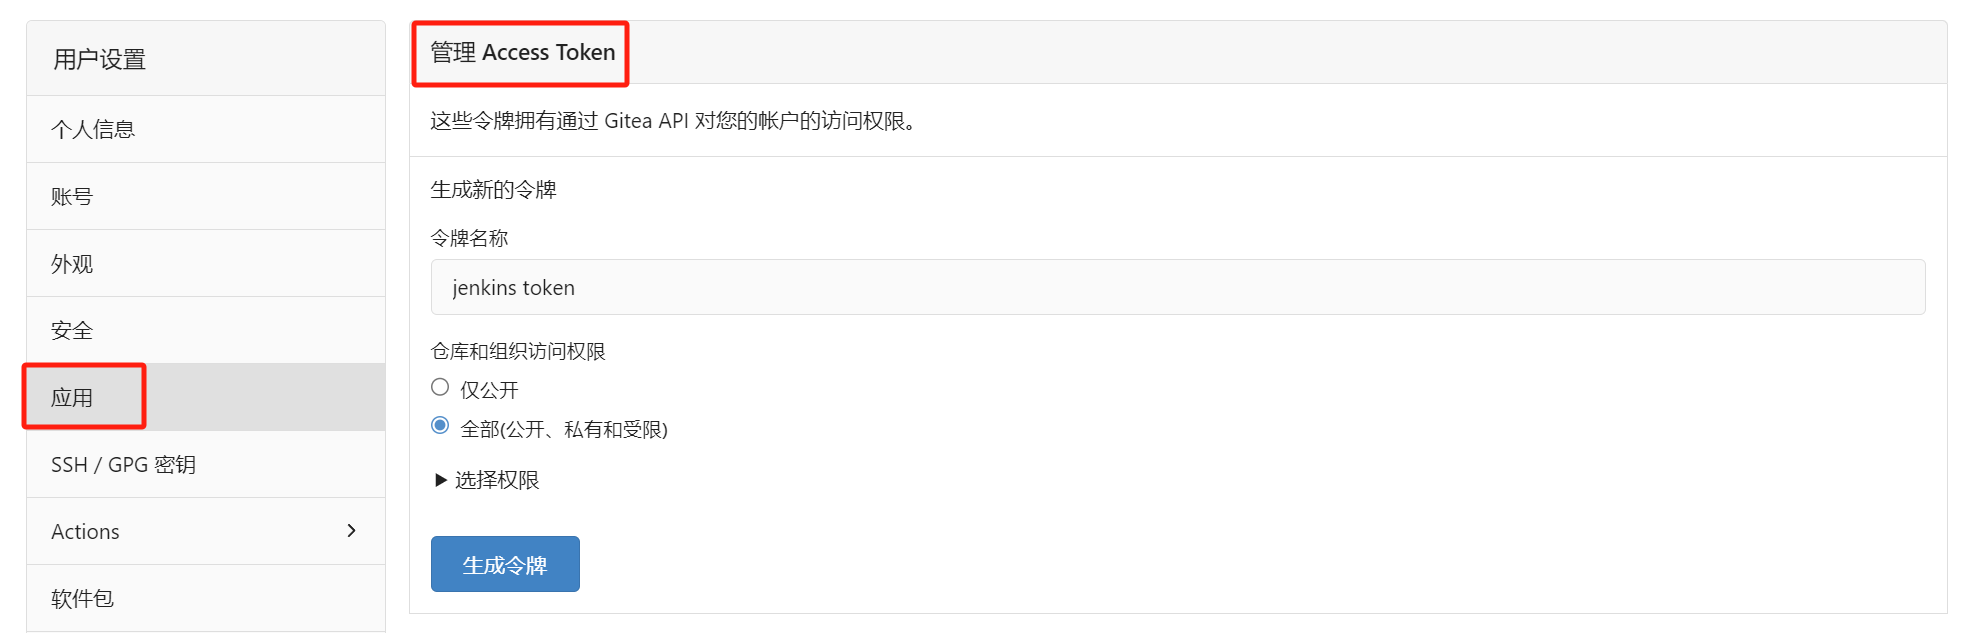 用户设置
个人信息
账号
外观
安全
应用
SSH / GPG 密钥
Actions
软件包
管理 Access Token
这些令牌拥有通过 Gitea API 对您的帐户的访问权限。
生成新的令牌
令牌名称
jenkins token
仓库和组织访问权限
仅公开
全部(公开、私有和受限)
选择权限
生成令牌